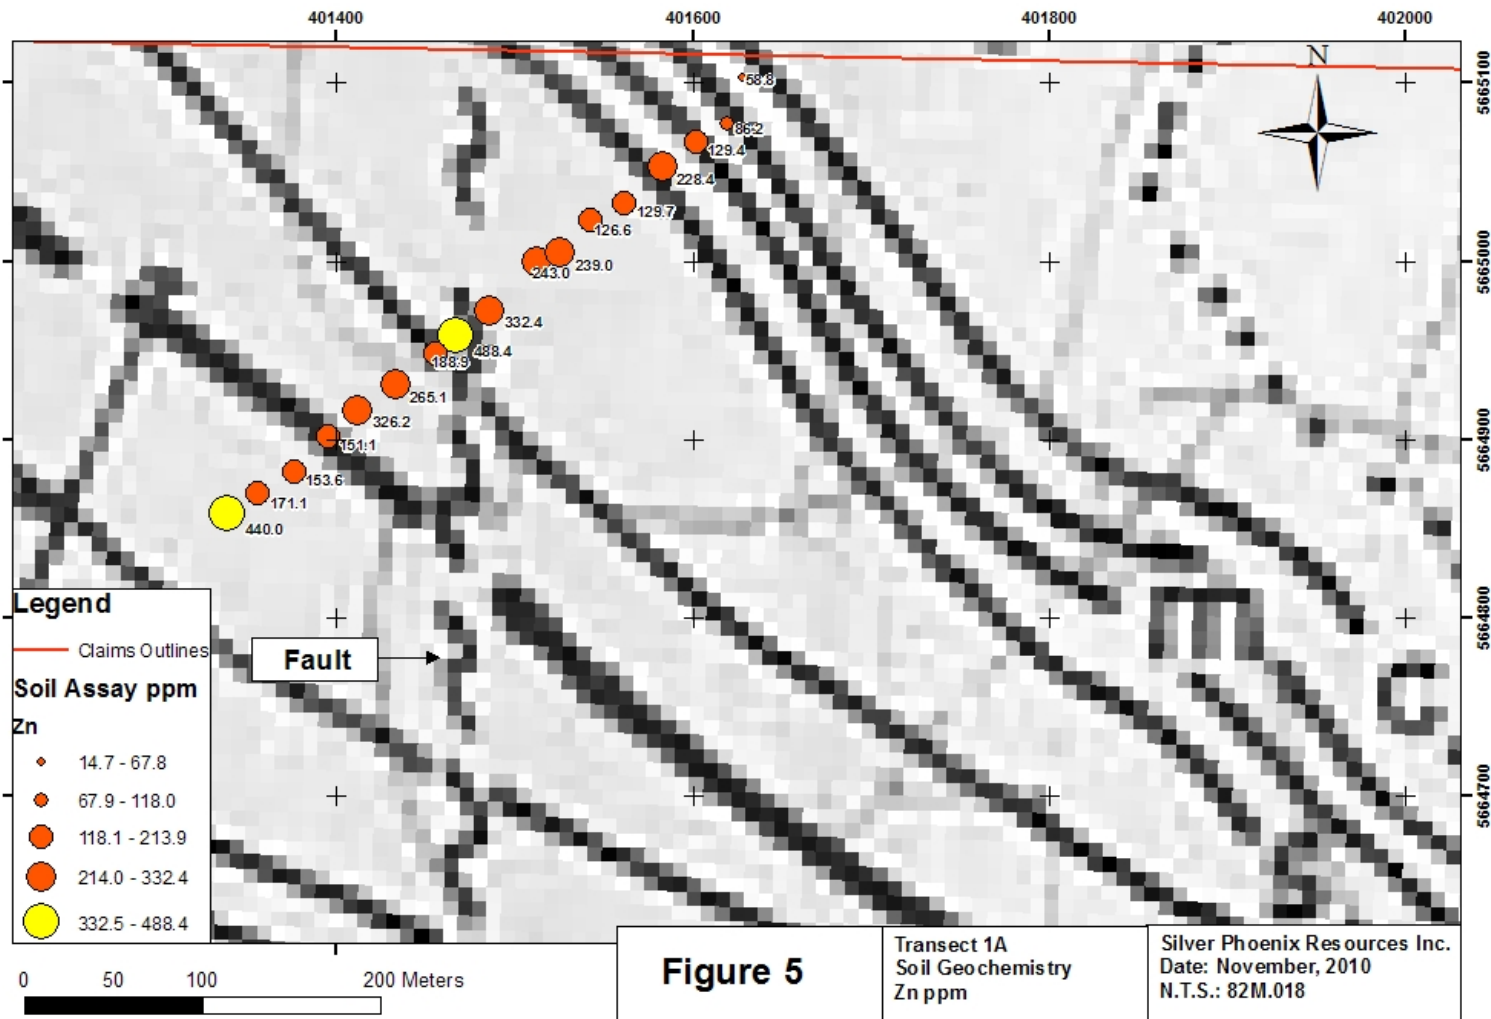 401400 401600 401800 402000
N
5665100
58.8
86.2
129.4
228.4
129.7
126.6
5665000
243.0 239.0
332.4
488.4
188.9
265.1
326.2
5664900
151.1
153.6
171.1
440.0
Legend
Claims Outlines
Fault
5664800
Soil Assay ppm
Zn
E
C
14.7 - 67.8
67.9 - 118.0
5664700
118.1 - 213.9
214.0 - 332.4
332.5 - 488.4
S
0 50 100 200 Meters
Figure 5
Transect 1A
Soil Geochemistry
Zn ppm
Silver Phoenix Resources Inc.
Date: November, 2010
N.T.S.: 82M.018